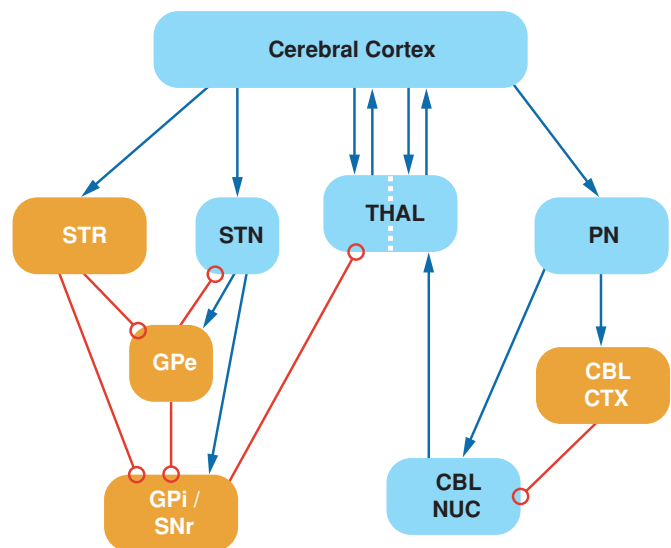 Cerebral Cortex
STR
STN
THAL
PN
GPe
CBL
CTX
GPi /
SNr
CBL
NUC